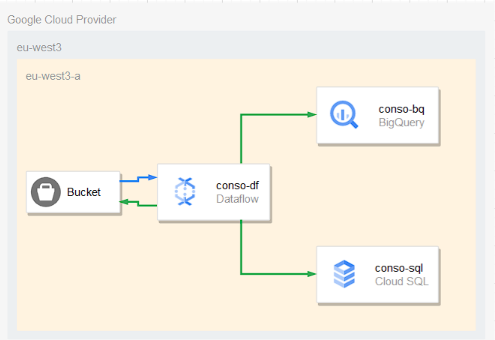 Google Cloud Provider
eu-west3
eu-west3-a
conso-bq
BigQuery
Bucket
conso-df
Dataflow
conso-sql
Cloud SQL